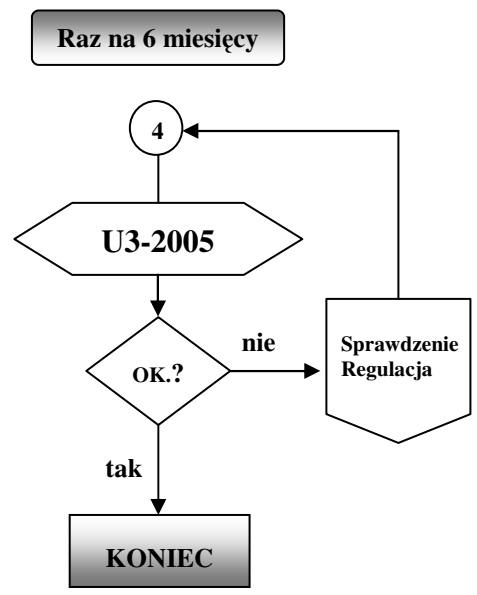 Raz na 6 miesięcy
4
U3-2005
OK.?
nie
Sprawdzenie
Regulacja
tak
KONIEC